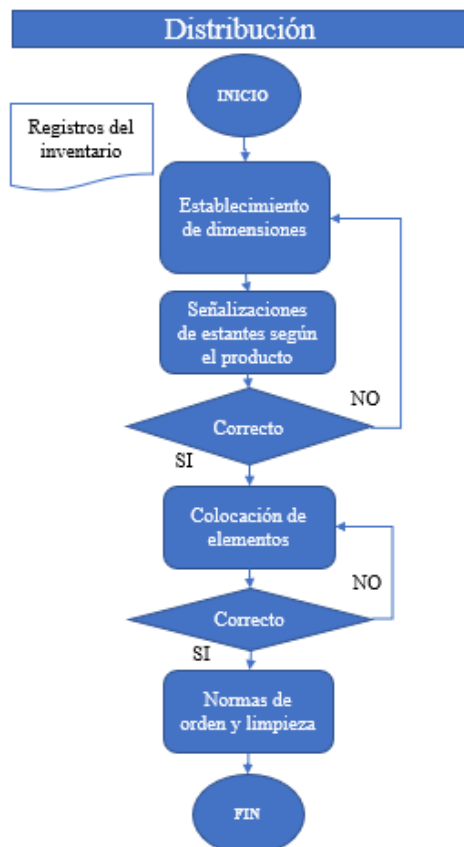 Distribución
INICIO
Registros del
inventario
Establecimiento
de dimensiones
Señalizaciones
de estantes según
el producto
NO
Correcto
SI
Colocación de
elementos
NO
Correcto
SI
Normas de
orden y limpieza
FIN